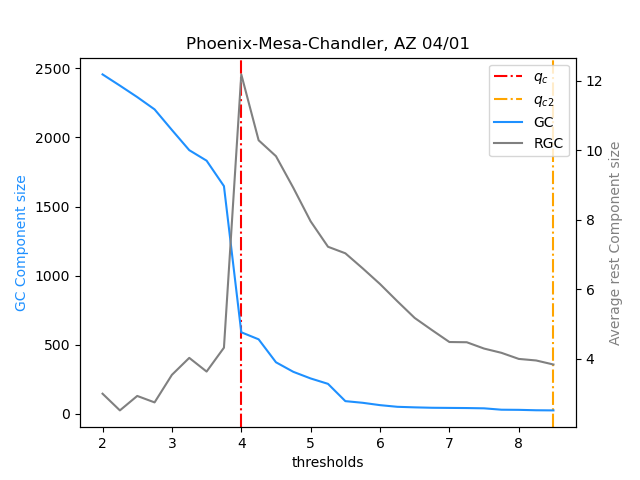 Phoenix-Mesa-Chandler, AZ 04/01
GC Component size
2500
2000
1500
1000
500
0
2 3 4 5 6 7 8
thresholds
12
10
8
6
4
Average rest Component size
q_c
q_c2
GC
RGC